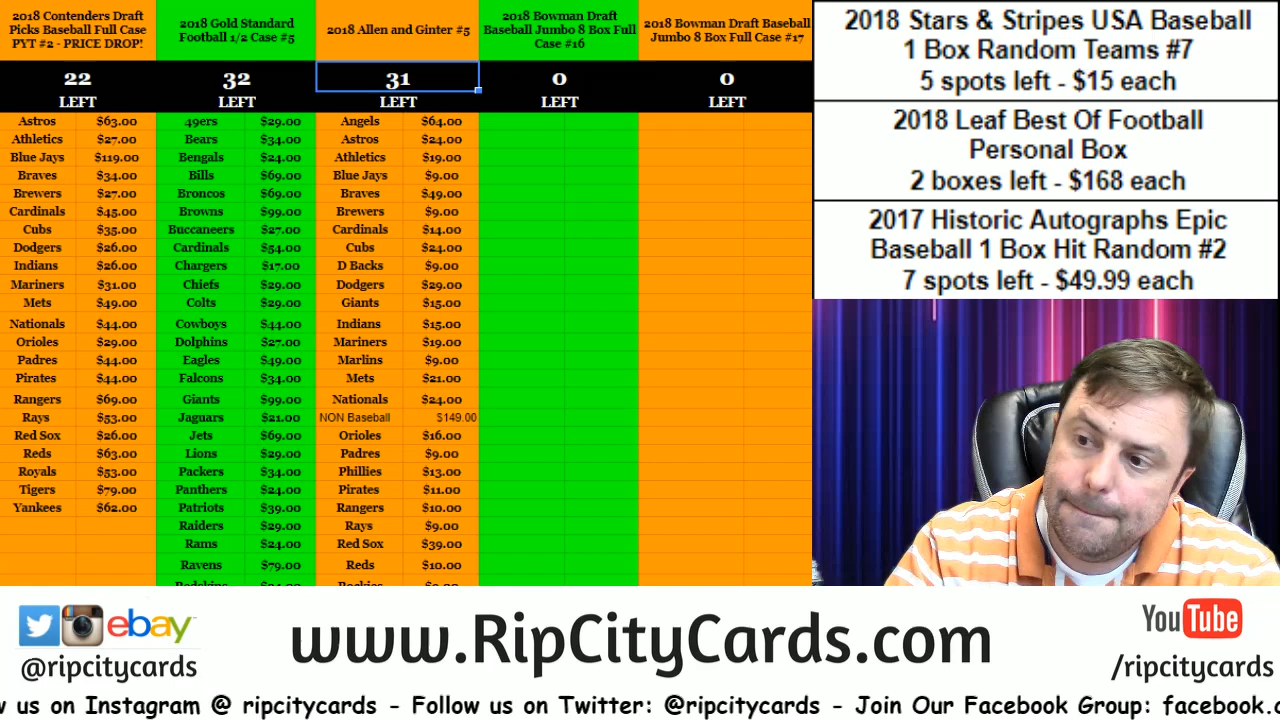 2018 Contenders Draft
Picks Baseball Full Case
PYT #2 - PRICE DROP!
22
LEFT
Astros $63.00
Athletics $27.00
Blue Jays $119.00
Braves $34.00
Brewers $27.00
Cardinals $45.00
Cubs $35.00
Dodgers $26.00
Indians $26.00
Mariners $31.00
Mets $49.00
Nationals $44.00
Orioles $29.00
Padres $44.00
Pirates $44.00
Rangers $69.00
Rays $53.00
Red Sox $26.00
Reds $63.00
Royals $53.00
Tigers $79.00
Yankees $62.00
2018 Gold Standard
Football 1/2 Case #5
32
LEFT
49ers $29.00
Bears $34.00
Bengals $24.00
Bills $69.00
Broncos $69.00
Browns $99.00
Buccaneers $27.00
Cardinals $54.00
Chargers $17.00
Chiefs $29.00
Colts $29.00
Cowboys $44.00
Dolphins $27.00
Eagles $49.00
Falcons $34.00
Giants $99.00
Jaguars $21.00
Jets $69.00
Lions $29.00
Packers $34.00
Panthers $24.00
Patriots $39.00
Raiders $29.00
Rams $24.00
Ravens $79.00
2018 Allen and Ginter #5
31
LEFT
Angels $64.00
Astros $24.00
Athletics $19.00
Blue Jays $9.00
Braves $49.00
Brewers $9.00
Cardinals $14.00
Cubs $24.00
D Backs $9.00
Dodgers $29.00
Giants $15.00
Indians $15.00
Mariners $19.00
Marlins $9.00
Mets $21.00
Nationals $24.00
NON Baseball $149.00
Orioles $16.00
Padres $9.00
Phillies $13.00
Pirates $11.00
Rangers $10.00
Rays $9.00
Red Sox $39.00
Reds $10.00
2018 Bowman Draft
Baseball Jumbo 8 Box Full
Case #16
0
LEFT
2018 Bowman Draft Baseball
Jumbo 8 Box Full Case #17
0
LEFT
2018 Stars & Stripes USA Baseball
1 Box Random Teams #7
5 spots left - $15 each
2018 Leaf Best Of Football
Personal Box
2 boxes left - $168 each
2017 Historic Autographs Epic
Baseball 1 Box Hit Random #2
7 spots left - $49.99 each
ebay
@ripcitycards
www.RipCityCards.com
YouTube
/ripcitycards
w us on Instagram @ ripcitycards - Follow us on Twitter: @ripcitycards - Join Our Facebook Group: facebook.c